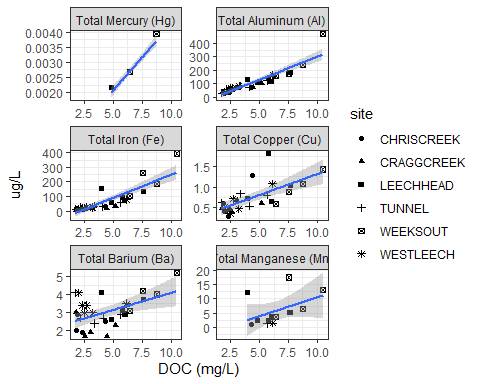 Total Mercury (Hg)
Total Aluminum (Al)
0.0040
0.0035
0.0030
0.0025
0.0020
2.5 5.0 7.5 10.0
400
300
200
100
0
2.5 5.0 7.5 10.0
Total Iron (Fe)
Total Copper (Cu)
400
300
200
100
0
2.5 5.0 7.5 10.0
1.5
1.0
0.5
2.5 5.0 7.5 10.0
Total Barium (Ba)
Total Manganese (Mn
5
4
3
2
2.5 5.0 7.5 10.0
20
15
10
5
0
2.5 5.0 7.5 10.0
ug/L
DOC (mg/L)
site
CHRISCREEK
CRAGGCREEK
LEECHHEAD
TUNNEL
WEEKSOUT
WESTLEECH